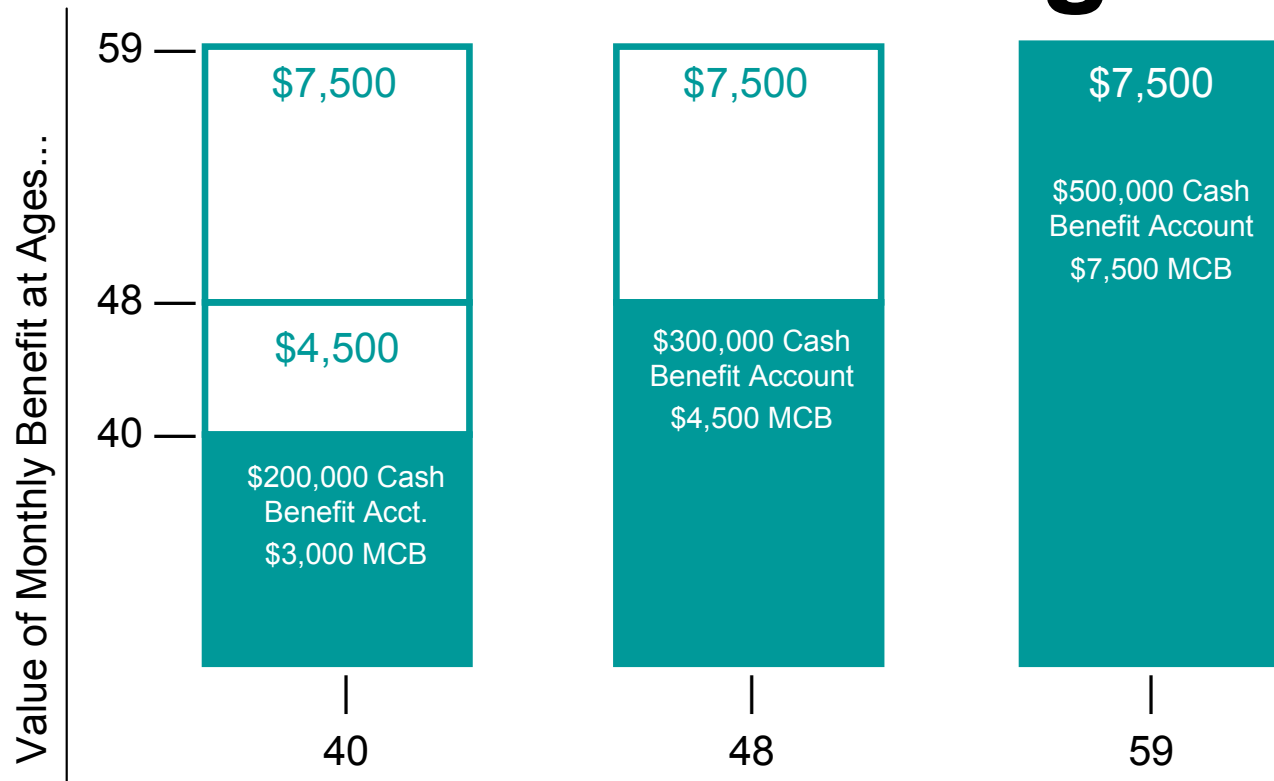 Value of Monthly Benefit at Ages...
59
48
40
$7,500
$4,500
$200,000 Cash
Benefit Acct.
$3,000 MCB
$7,500
$300,000 Cash
Benefit Account
$4,500 MCB
$7,500
$500,000 Cash
Benefit Account
$7,500 MCB
40
48
59